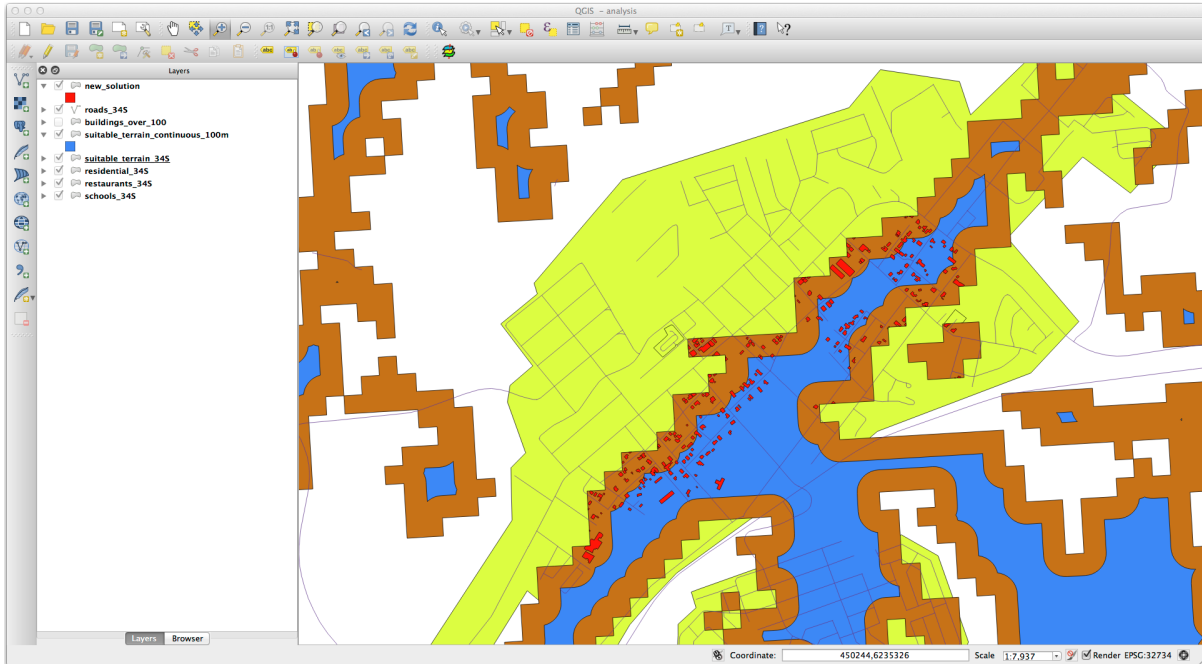 QGIS - analysis
Layers
new_solution
roads_34S
buildings_over_100
suitable_terrain_continuous_100m
suitable_terrain_34S
residential_34S
restaurants_34S
schools_34S
Layers Browser
Coordinate: 450244,6235326 Scale 1:7,937 Render EPSG:32734